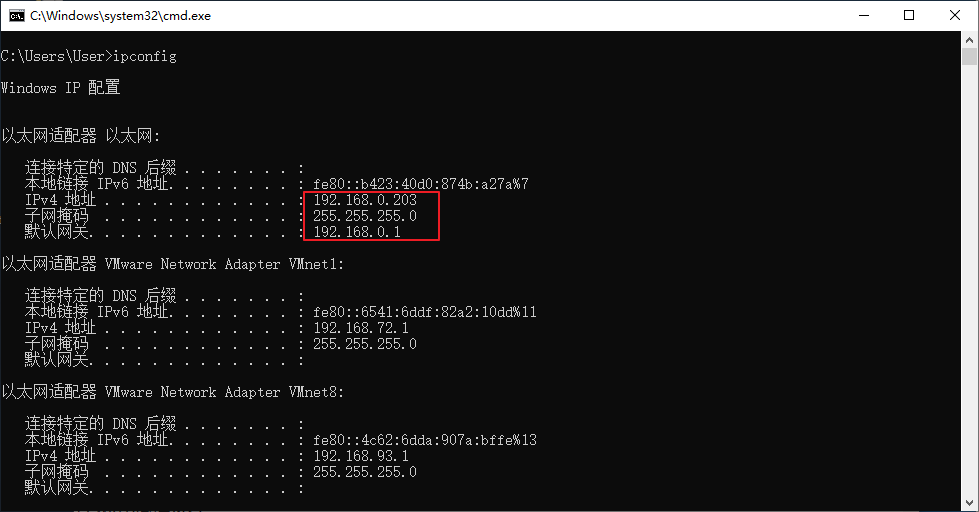 C:\Windows\system32\cmd.exe
C:\Users\User>ipconfig
Windows IP 配置
以太网适配器 以太网:
连接特定的 DNS 后缀 . . . . . . . :
本地链接 IPv6 地址. . . . . . . . : fe80::b423:40d0:874b:a27a%7
IPv4 地址 . . . . . . . . . . . . : 192.168.0.203
子网掩码  . . . . . . . . . . . . : 255.255.255.0
默认网关. . . . . . . . . . . . . : 192.168.0.1
以太网适配器 VMware Network Adapter VMnet1:
连接特定的 DNS 后缀 . . . . . . . :
本地链接 IPv6 地址. . . . . . . . : fe80::6541:6ddf:82a2:10dd%11
IPv4 地址 . . . . . . . . . . . . : 192.168.72.1
子网掩码  . . . . . . . . . . . . : 255.255.255.0
默认网关. . . . . . . . . . . . . :
以太网适配器 VMware Network Adapter VMnet8:
连接特定的 DNS 后缀 . . . . . . . :
本地链接 IPv6 地址. . . . . . . . : fe80::4c62:6dda:907a:bffe%13
IPv4 地址 . . . . . . . . . . . . : 192.168.93.1
子网掩码  . . . . . . . . . . . . : 255.255.255.0
默认网关. . . . . . . . . . . . . :